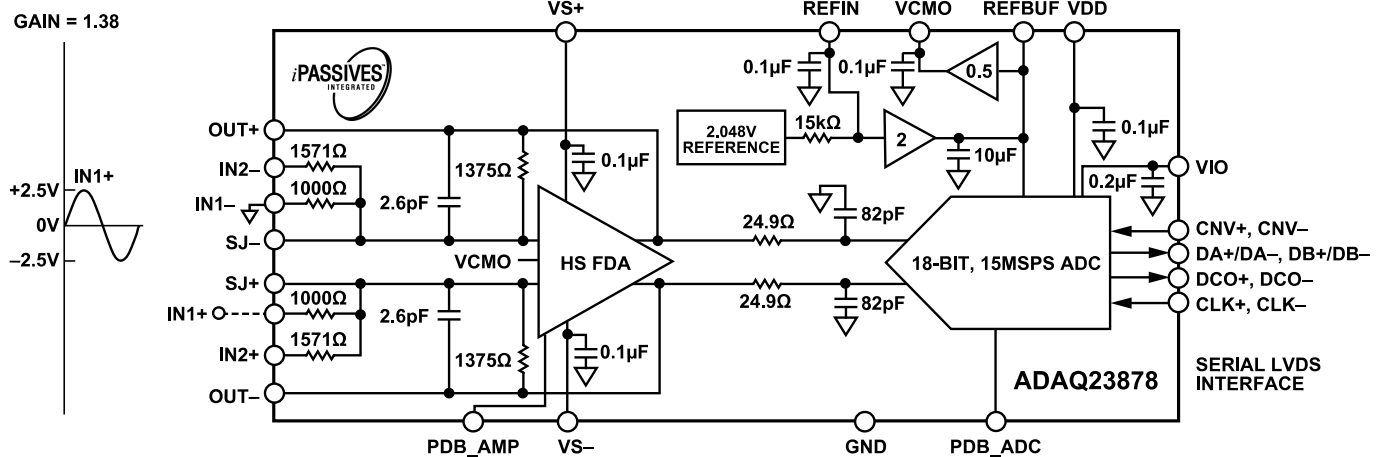 GAIN = 1.38
IN1+
+2.5V
0V
–2.5V
VS+
REFIN
VCMO
REFBUF
VDD
iPASSIVES™
INTEGRATED
0.1µF
0.1µF
0.5
2.048V
REFERENCE
15kΩ
2
10µF
0.1µF
0.2µF
VIO
OUT+
IN2–
1571Ω
IN1–
1000Ω
SJ–
2.6pF
1375Ω
0.1µF
VCMO
HS FDA
24.9Ω
82pF
18-BIT, 15MSPS ADC
CNV+, CNV–
DA+/DA–, DB+/DB–
DCO+, DCO–
CLK+, CLK–
SJ+
1000Ω
IN1+
1571Ω
IN2+
OUT–
2.6pF
1375Ω
0.1µF
24.9Ω
82pF
ADAQ23878
SERIAL LVDS
INTERFACE
PDB_AMP
VS–
GND
PDB_ADC